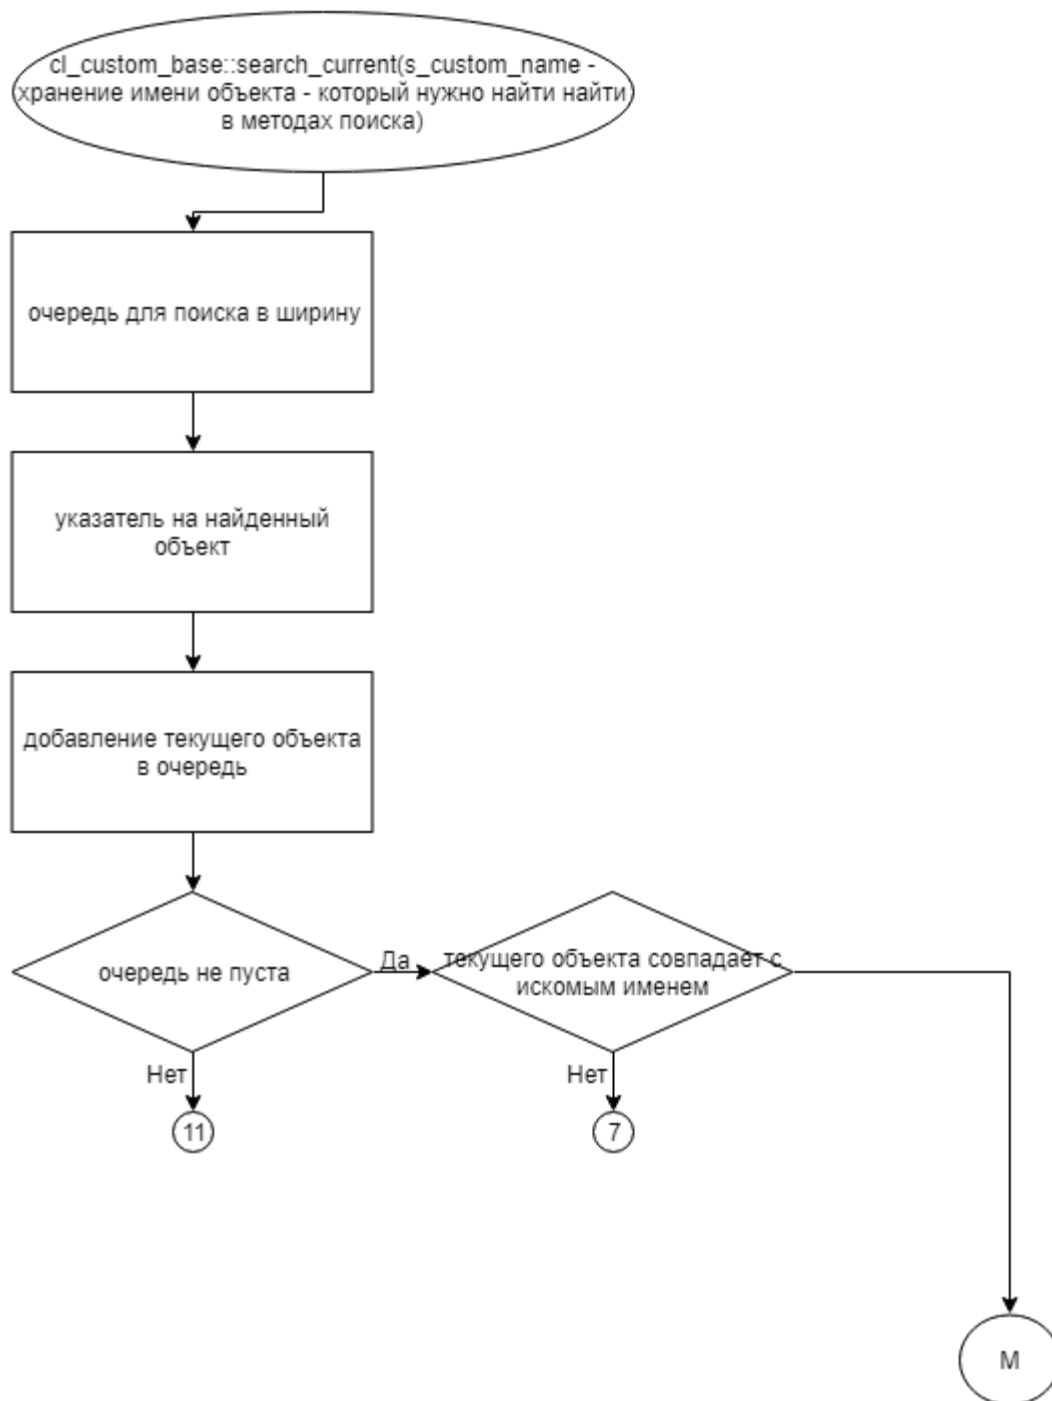 cl_custom_base::search_current(s_custom_name -
хранение имени объекта - который нужно найти найти
в методах поиска)
очередь для поиска в ширину
указатель на найденный
объект
добавление текущего объекта
в очередь
очередь не пуста
Да
текущего объекта совпадает с
искомым именем
Нет
Нет
11
7
М